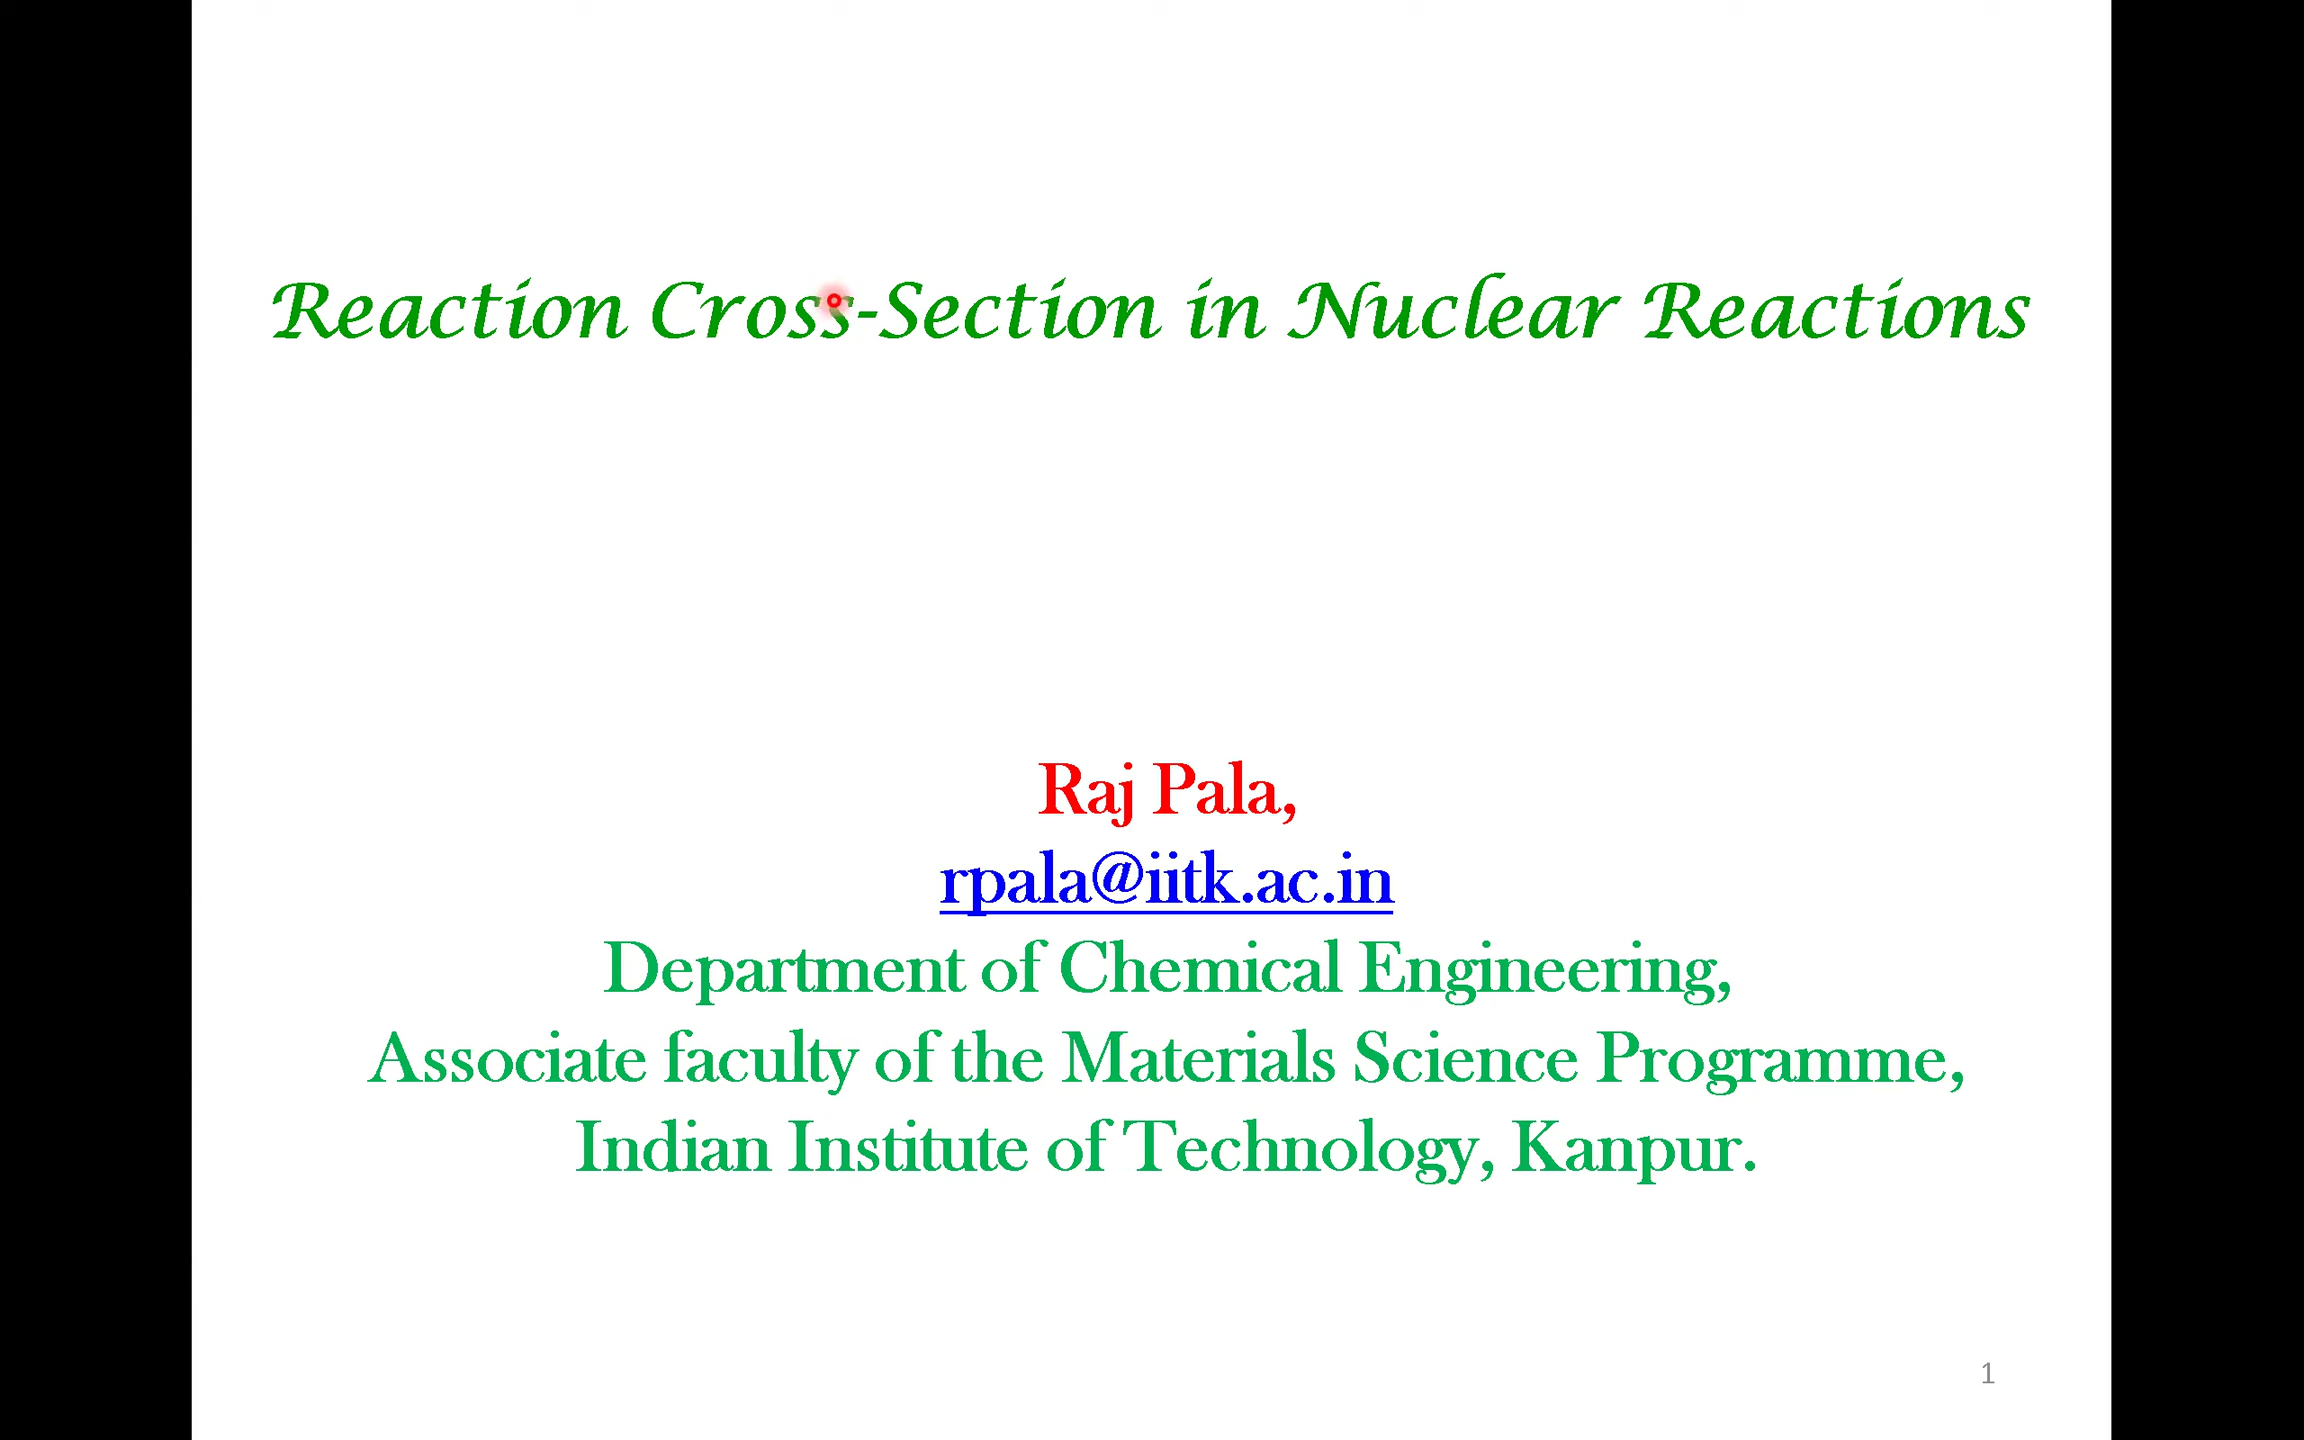 Reaction Cross-Section in Nuclear Reactions
Raj Pala,
rpala@iitk.ac.in
Department of Chemical Engineering,
Associate faculty of the Materials Science Programme,
Indian Institute of Technology, Kanpur.
1